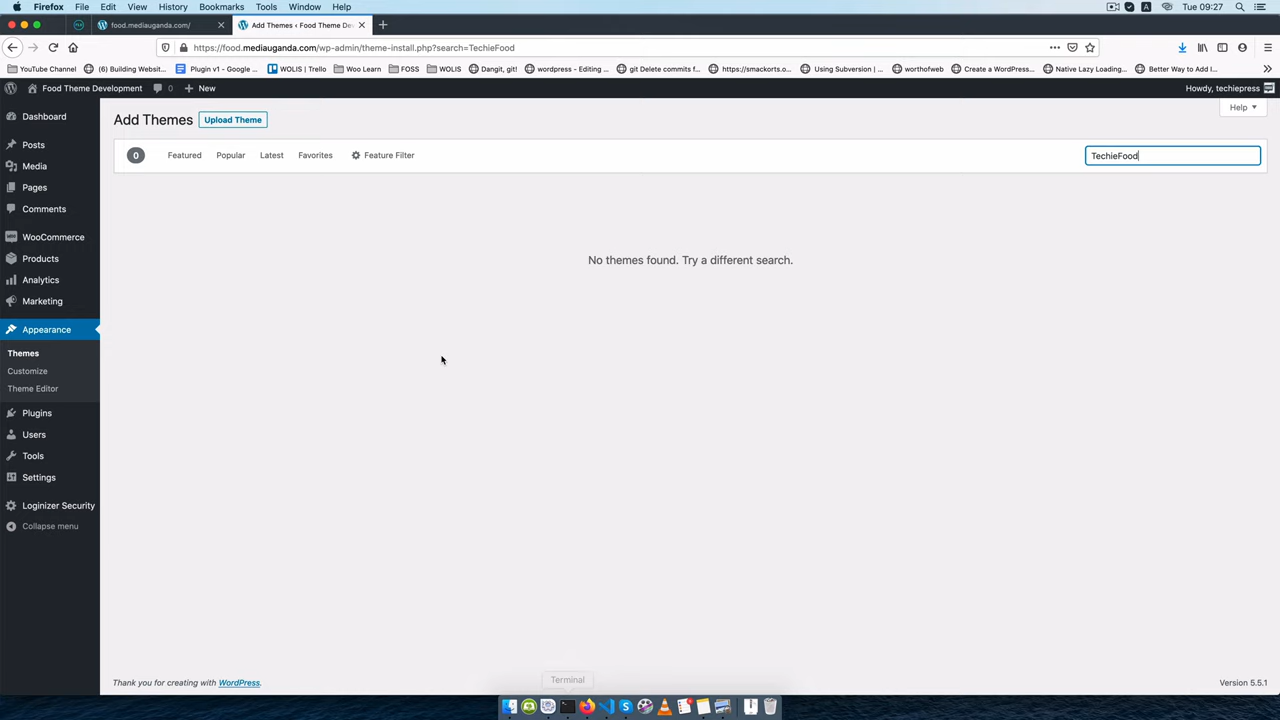 Firefox File Edit View History Bookmarks Tools Window Help Tue 09:27
food.mediauganda.com/ Add Themes ‹ Food Theme De
https://food.mediauganda.com/wp-admin/theme-install.php?search=TechieFood
YouTube Channel (6) Building Websit... Plugin v1 - Google ... WOLIS | Trello Woo Learn FOSS WOLIS Dangit, git! wordpress - Editing ... git Delete commits f... https://smackorts.o... Using Subversion | ... worthofweb Create a WordPress... Native Lazy Loading... Better Way to Add I...
Food Theme Development 0 New Howdy, techiepress
Help
Add Themes Upload Theme
0 Featured Popular Latest Favorites Feature Filter TechieFood
No themes found. Try a different search.
Dashboard
Posts
Media
Pages
Comments
WooCommerce
Products
Analytics
Marketing
Appearance
Themes
Customize
Theme Editor
Plugins
Users
Tools
Settings
Loginizer Security
Collapse menu
Thank you for creating with WordPress. Version 5.5.1
Terminal